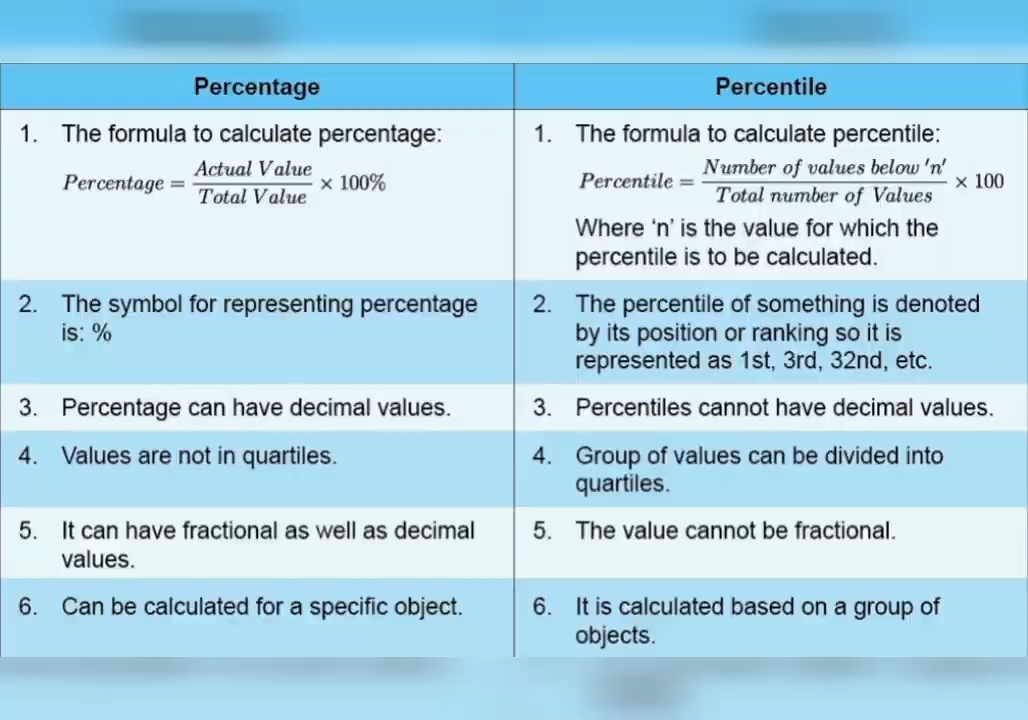 Percentage
Percentile
1. The formula to calculate percentage:
Percentage = Actual Value / Total Value × 100%
1. The formula to calculate percentile:
Percentile = Number of values below 'n' / Total number of Values × 100
Where ‘n’ is the value for which the
percentile is to be calculated.
2. The symbol for representing percentage
is: %
2. The percentile of something is denoted
by its position or ranking so it is
represented as 1st, 3rd, 32nd, etc.
3. Percentage can have decimal values.
3. Percentiles cannot have decimal values.
4. Values are not in quartiles.
4. Group of values can be divided into
quartiles.
5. It can have fractional as well as decimal
values.
5. The value cannot be fractional.
6. Can be calculated for a specific object.
6. It is calculated based on a group of
objects.